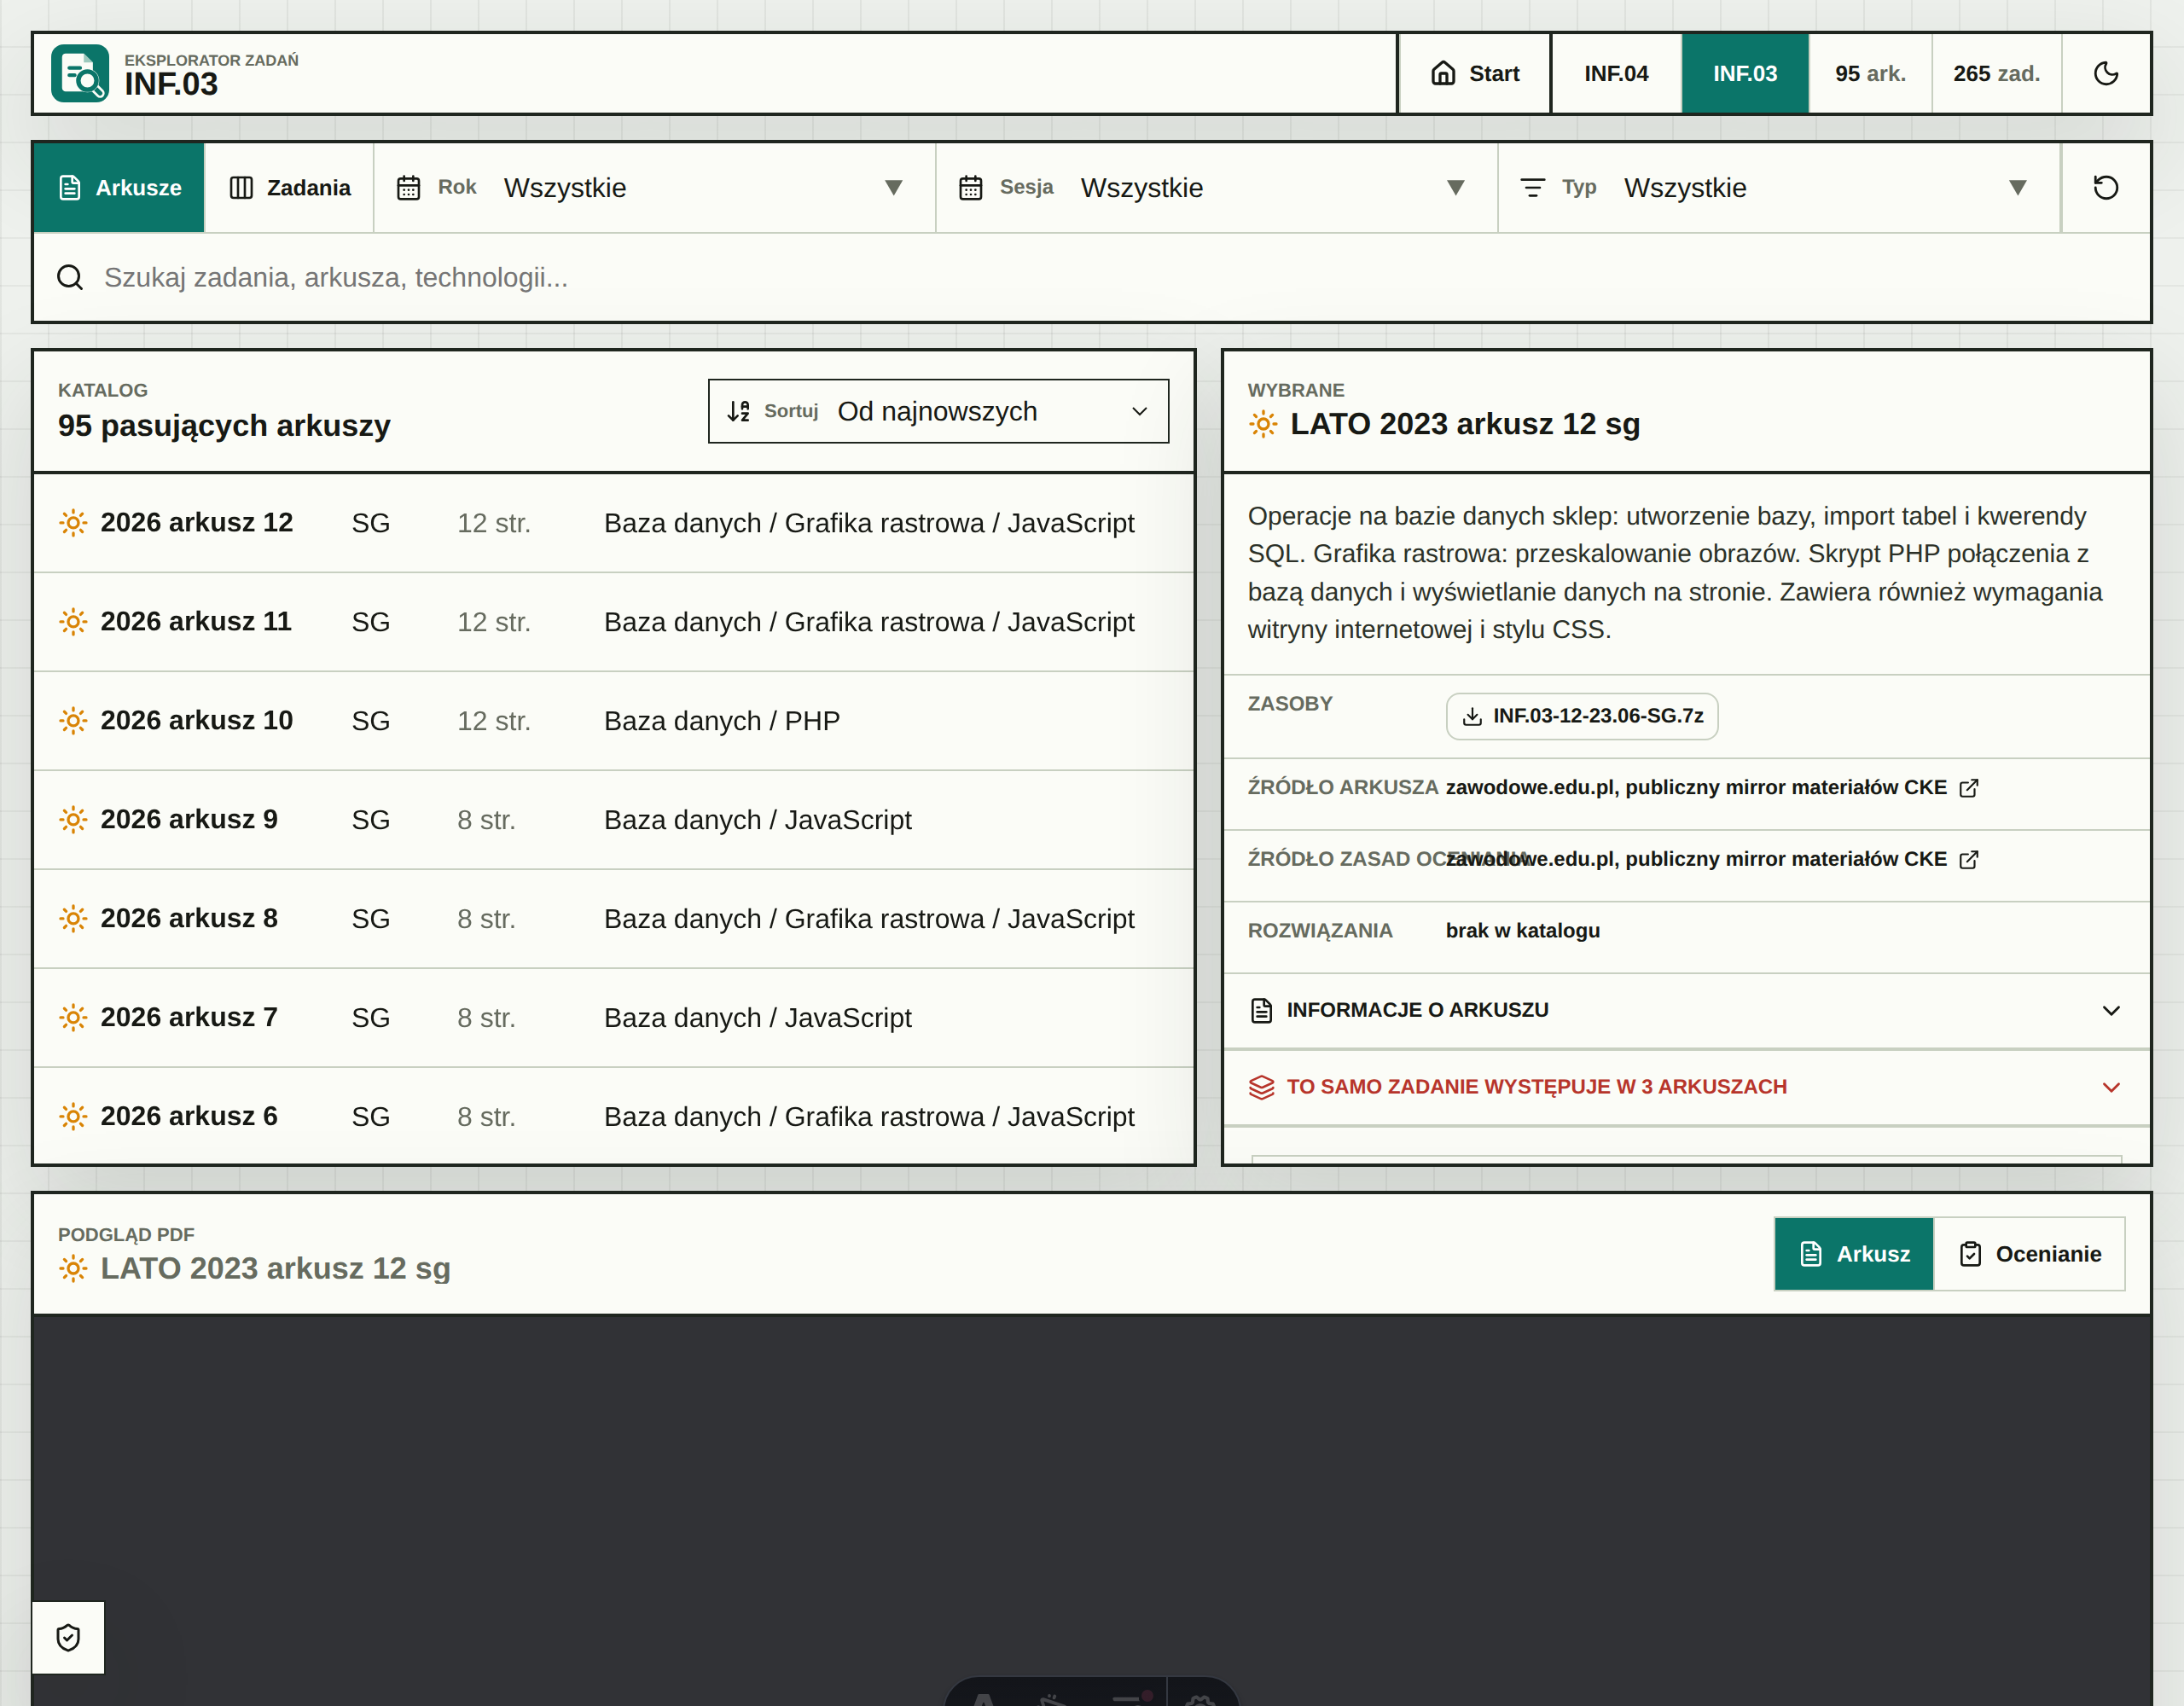 EKSPLORATOR ZADAŃ
INF.03
Start
INF.04
INF.03
95 ark.
265 zad.
Arkusze
Zadania
Rok Wszystkie
Sesja Wszystkie
Typ Wszystkie
Szukaj zadania, arkusza, technologii...
KATALOG
95 pasujących arkuszy
Sortuj Od najnowszych
2026 arkusz 12 SG 12 str. Baza danych / Grafika rastrowa / JavaScript
2026 arkusz 11 SG 12 str. Baza danych / Grafika rastrowa / JavaScript
2026 arkusz 10 SG 12 str. Baza danych / PHP
2026 arkusz 9 SG 8 str. Baza danych / JavaScript
2026 arkusz 8 SG 8 str. Baza danych / Grafika rastrowa / JavaScript
2026 arkusz 7 SG 8 str. Baza danych / JavaScript
2026 arkusz 6 SG 8 str. Baza danych / Grafika rastrowa / JavaScript
WYBRANE
LATO 2023 arkusz 12 sg
Operacje na bazie danych sklep: utworzenie bazy, import tabel i kwerendy
SQL. Grafika rastrowa: przeskalowanie obrazów. Skrypt PHP połączenia z
bazą danych i wyświetlanie danych na stronie. Zawiera również wymagania
witryny internetowej i stylu CSS.
ZASOBY INF.03-12-23.06-SG.7z
ŹRÓDŁO ARKUSZA zawodowe.edu.pl, publiczny mirror materiałów CKE
ŹRÓDŁO ZASAD OCENIANIA zawodowe.edu.pl, publiczny mirror materiałów CKE
ROZWIĄZANIA brak w katalogu
INFORMACJE O ARKUSZU
TO SAMO ZADANIE WYSTĘPUJE W 3 ARKUSZACH
PODGLĄD PDF
LATO 2023 arkusz 12 sg
Arkusz
Ocenianie